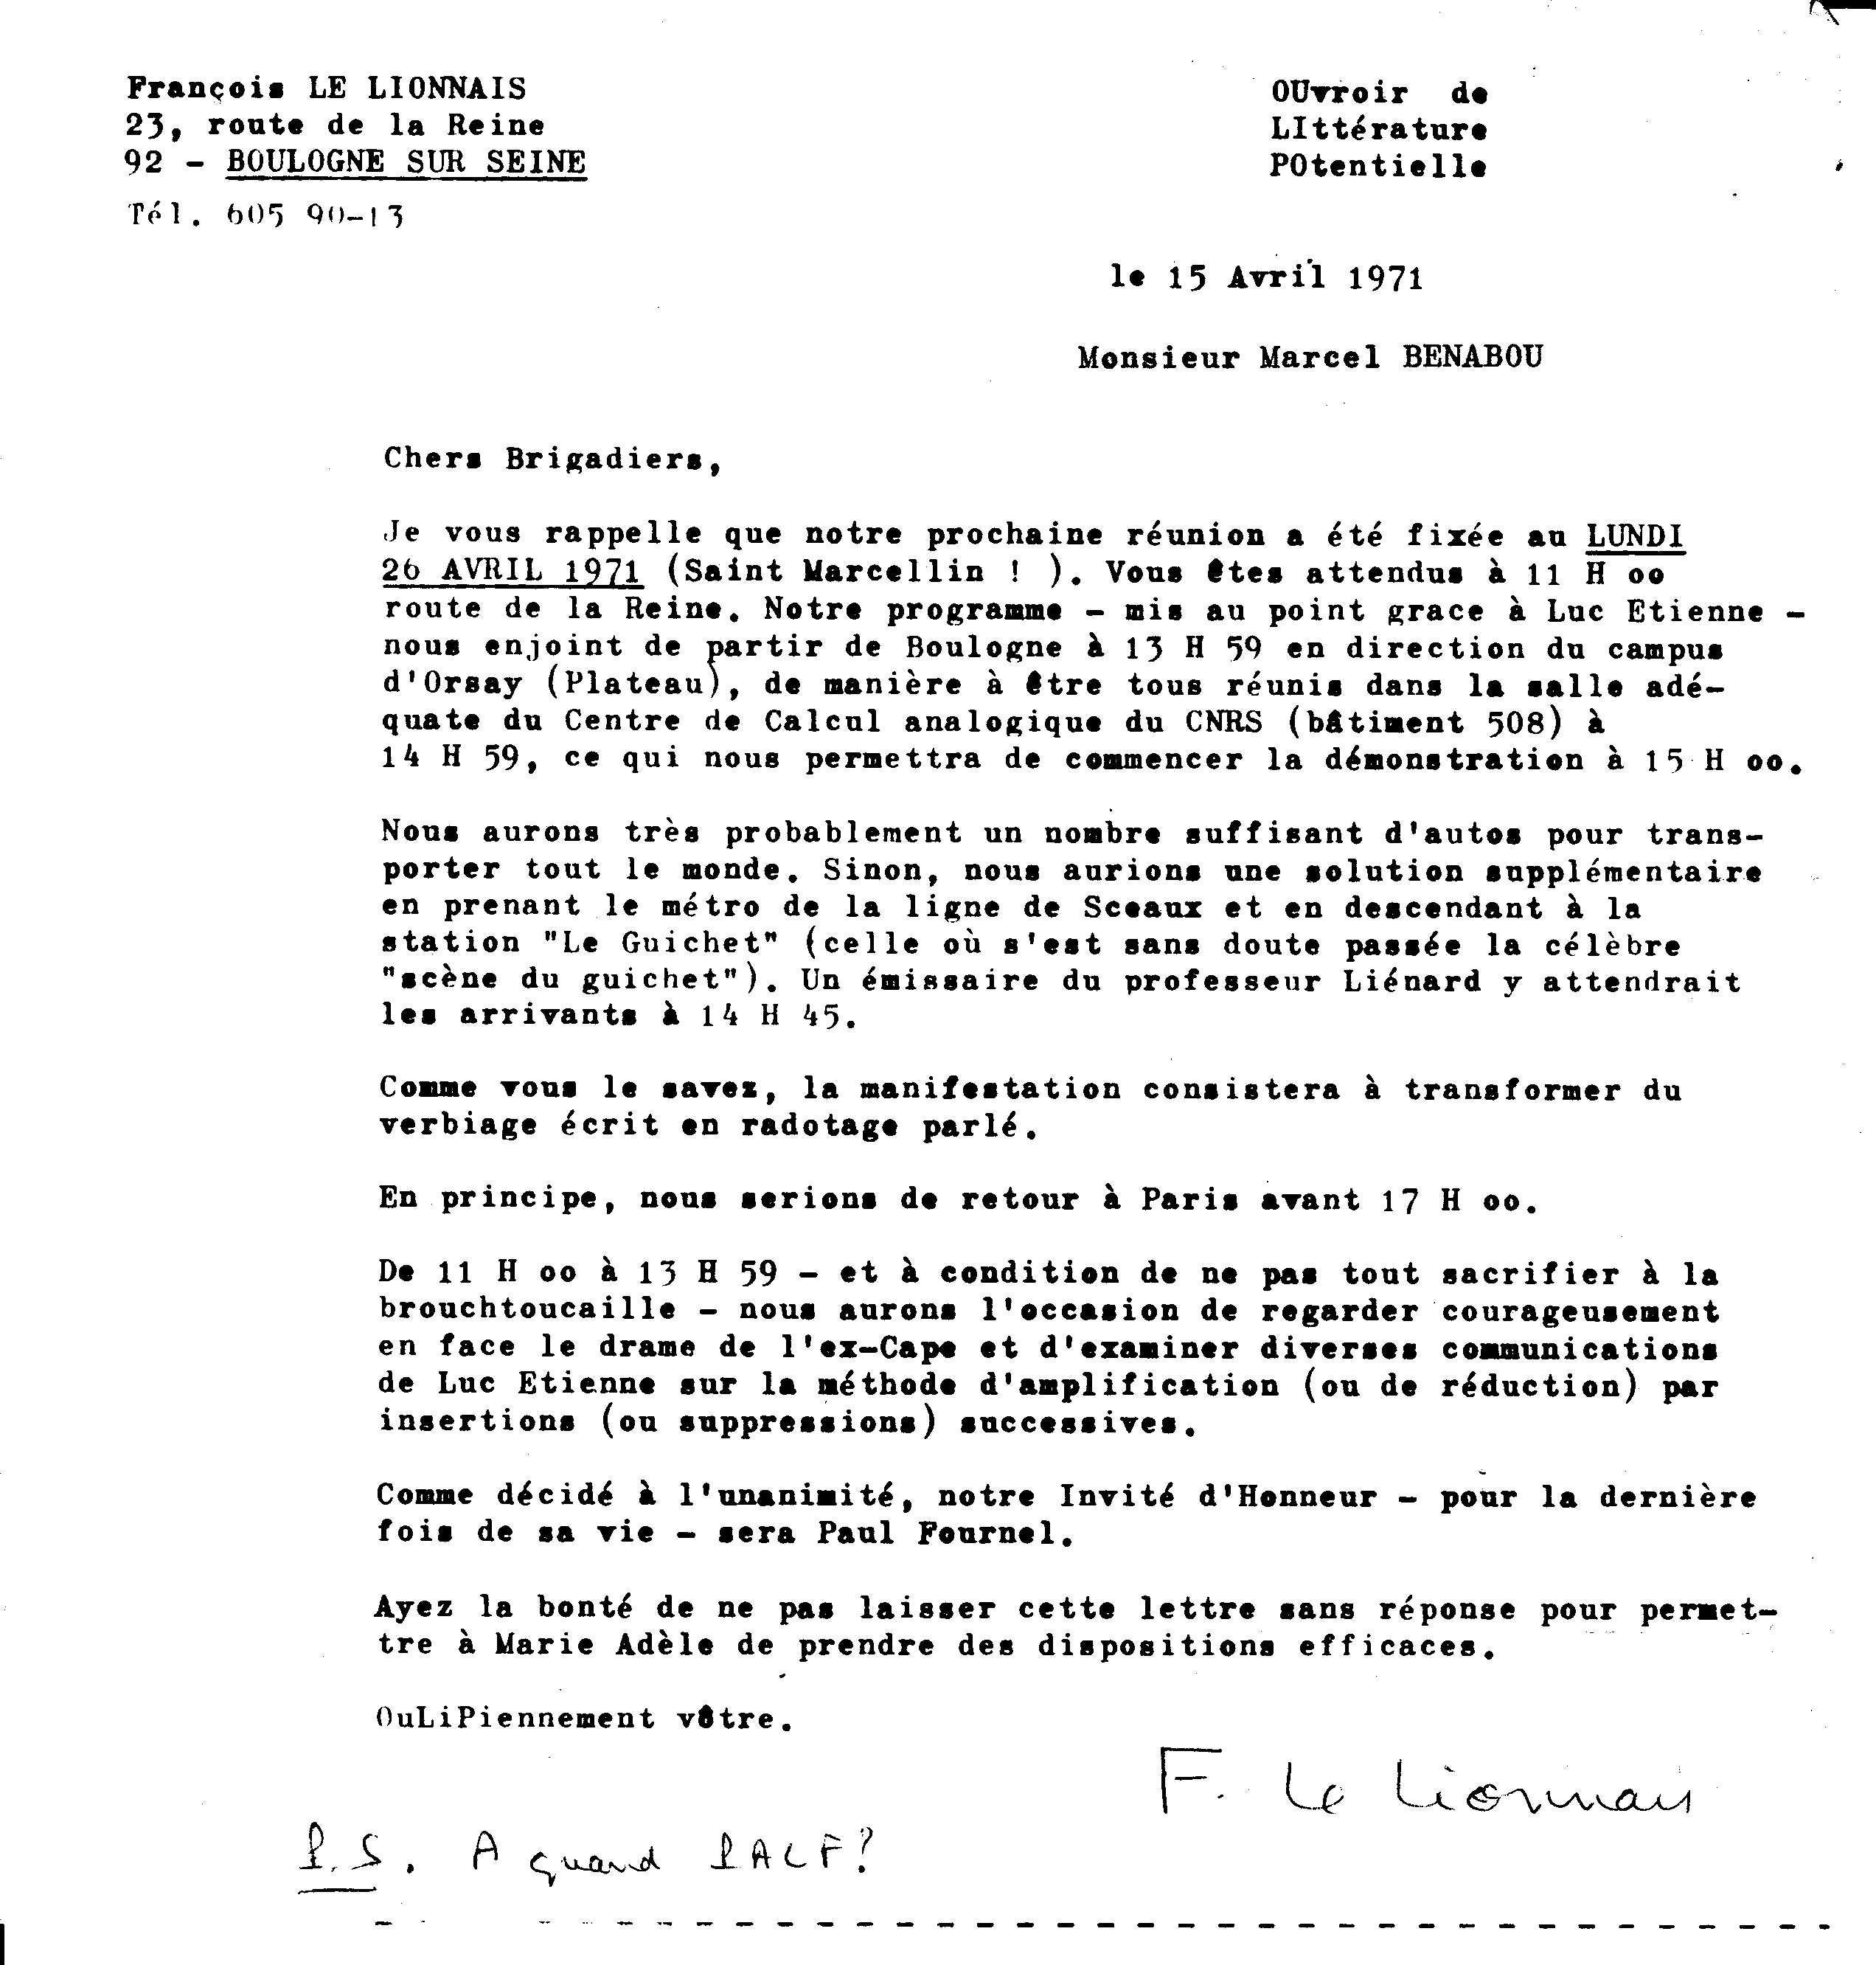 François LE LIONNAIS
23, route de la Reine
92 - BOULOGNE SUR SEINE
Tél. 605 90-13
OUvroir de
LIttérature
POtentielle
le 15 Avril 1971
Monsieur Marcel BENABOU
Chers Brigadiers,
Je vous rappelle que notre prochaine réunion a été fixée au LUNDI
26 AVRIL 1971 (Saint Marcellin ! ). Vous êtes attendus à 11 H oo
route de la Reine. Notre programme - mis au point grace à Luc Etienne -
nous enjoint de partir de Boulogne à 13 H 59 en direction du campus
d'Orsay (Plateau), de manière à être tous réunis dans la salle adé-
quate du Centre de Calcul analogique du CNRS (bâtiment 508) à
14 H 59, ce qui nous permettra de commencer la démonstration à 15 H oo.
Nous aurons très probablement un nombre suffisant d'autos pour trans-
porter tout le monde. Sinon, nous aurions une solution supplémentaire
en prenant le métro de la ligne de Sceaux et en descendant à la
station "Le Guichet" (celle où s'est sans doute passée la célèbre
"scène du guichet"). Un émissaire du professeur Liénard y attendrait
les arrivants à 14 H 45.
Comme vous le savez, la manifestation consistera à transformer du
verbiage écrit en radotage parlé.
En principe, nous serions de retour à Paris avant 17 H oo.
De 11 H oo à 13 H 59 - et à condition de ne pas tout sacrifier à la
brouchtoucaille - nous aurons l'occasion de regarder courageusement
en face le drame de l'ex-Cape et d'examiner diverses communications
de Luc Etienne sur la méthode d'amplification (ou de réduction) par
insertions (ou suppressions) successives.
Comme décidé à l'unanimité, notre Invité d'Honneur - pour la dernière
fois de sa vie - sera Paul Fournel.
Ayez la bonté de ne pas laisser cette lettre sans réponse pour permet-
tre à Marie Adèle de prendre des dispositions efficaces.
OuLiPiennement vôtre.
F. Le Lionnais
P.S. A quand PALF?